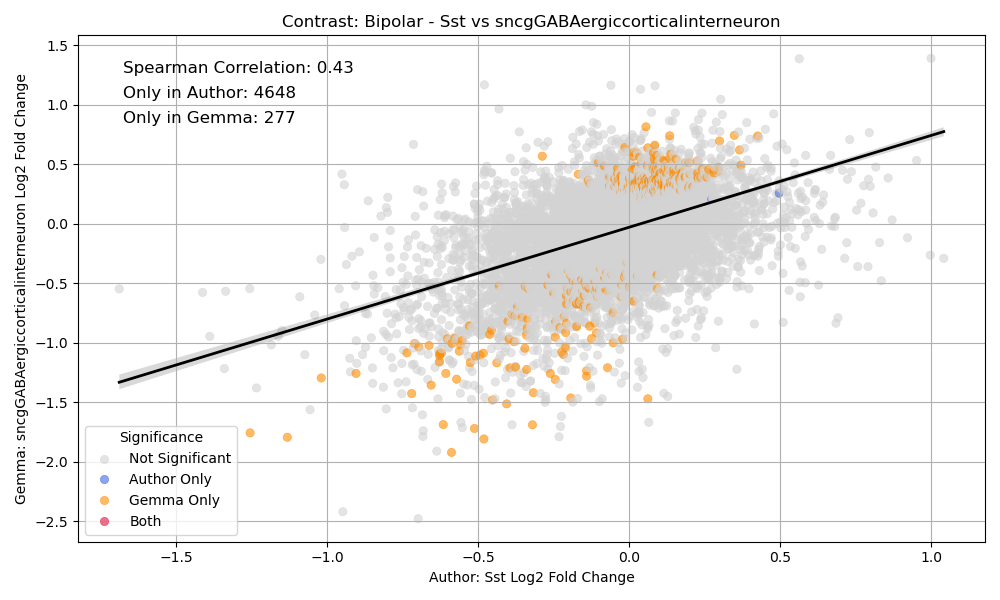 Contrast: Bipolar - Sst vs sncgGABAergiccorticalinterneuron
Spearman Correlation: 0.43
Only in Author: 4648
Only in Gemma: 277
Gemma: sncgGABAergiccorticalinterneuron Log2 Fold Change
1.5
1.0
0.5
0.0
−0.5
−1.0
−1.5
−2.0
−2.5
Significance
Not Significant
Author Only
Gemma Only
Both
−1.5
−1.0
−0.5
0.0
0.5
1.0
Author: Sst Log2 Fold Change